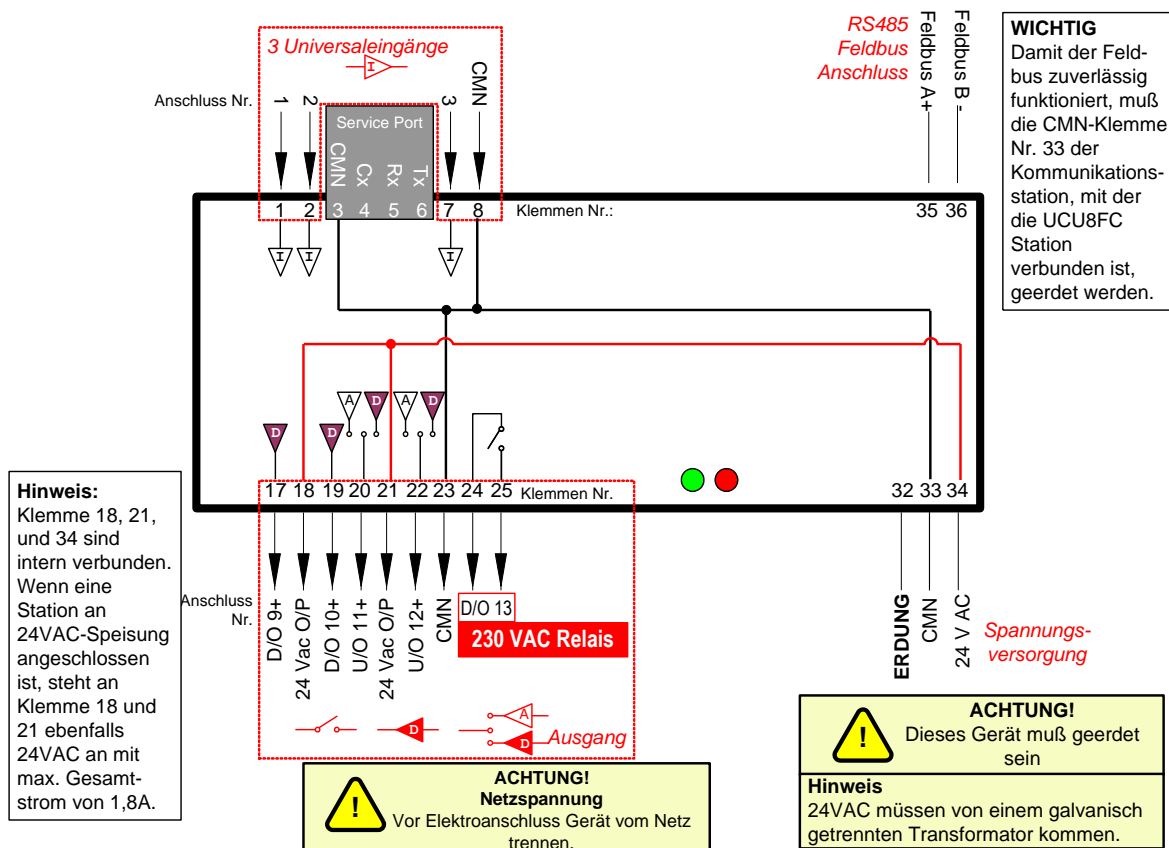 3 Universaleingänge
I
Anschluss Nr.
1
2
3
CMN
Service Port
CMN
Cx
Rx
Tx
1 2 3 4 5 6 7 8
Klemmen Nr.:
I I I
RS485
Feldbus
Anschluss
Feldbus A+
Feldbus B -
35 36
WICHTIG
Damit der Feld-
bus zuverlässig
funktioniert, muß
die CMN-Klemme
Nr. 33 der
Kommunikations-
station, mit der
die UCU8FC
Station
verbunden ist,
geerdet werden.
Hinweis:
Klemme 18, 21,
und 34 sind
intern verbunden.
Wenn eine
Station an
24VAC-Speisung
angeschlossen
ist, steht an
Klemme 18 und
21 ebenfalls
24VAC an mit
max. Gesamt-
strom von 1,8A.
A D A D
D D
17 18 19 20 21 22 23 24 25
Klemmen Nr.
32 33 34
Anschluss
Nr.
D/O 9+
24 Vac O/P
D/O 10+
U/O 11+
24 Vac O/P
U/O 12+
CMN
D/O 13
230 VAC Relais
D
A
D
Ausgang
ERDUNG
CMN
24 V AC
Spannungs-
versorgung
!
ACHTUNG!
Netzspannung
Vor Elektroanschluss Gerät vom Netz
trennen.
!
ACHTUNG!
Dieses Gerät muß geerdet
sein
Hinweis
24VAC müssen von einem galvanisch
getrennten Transformator kommen.